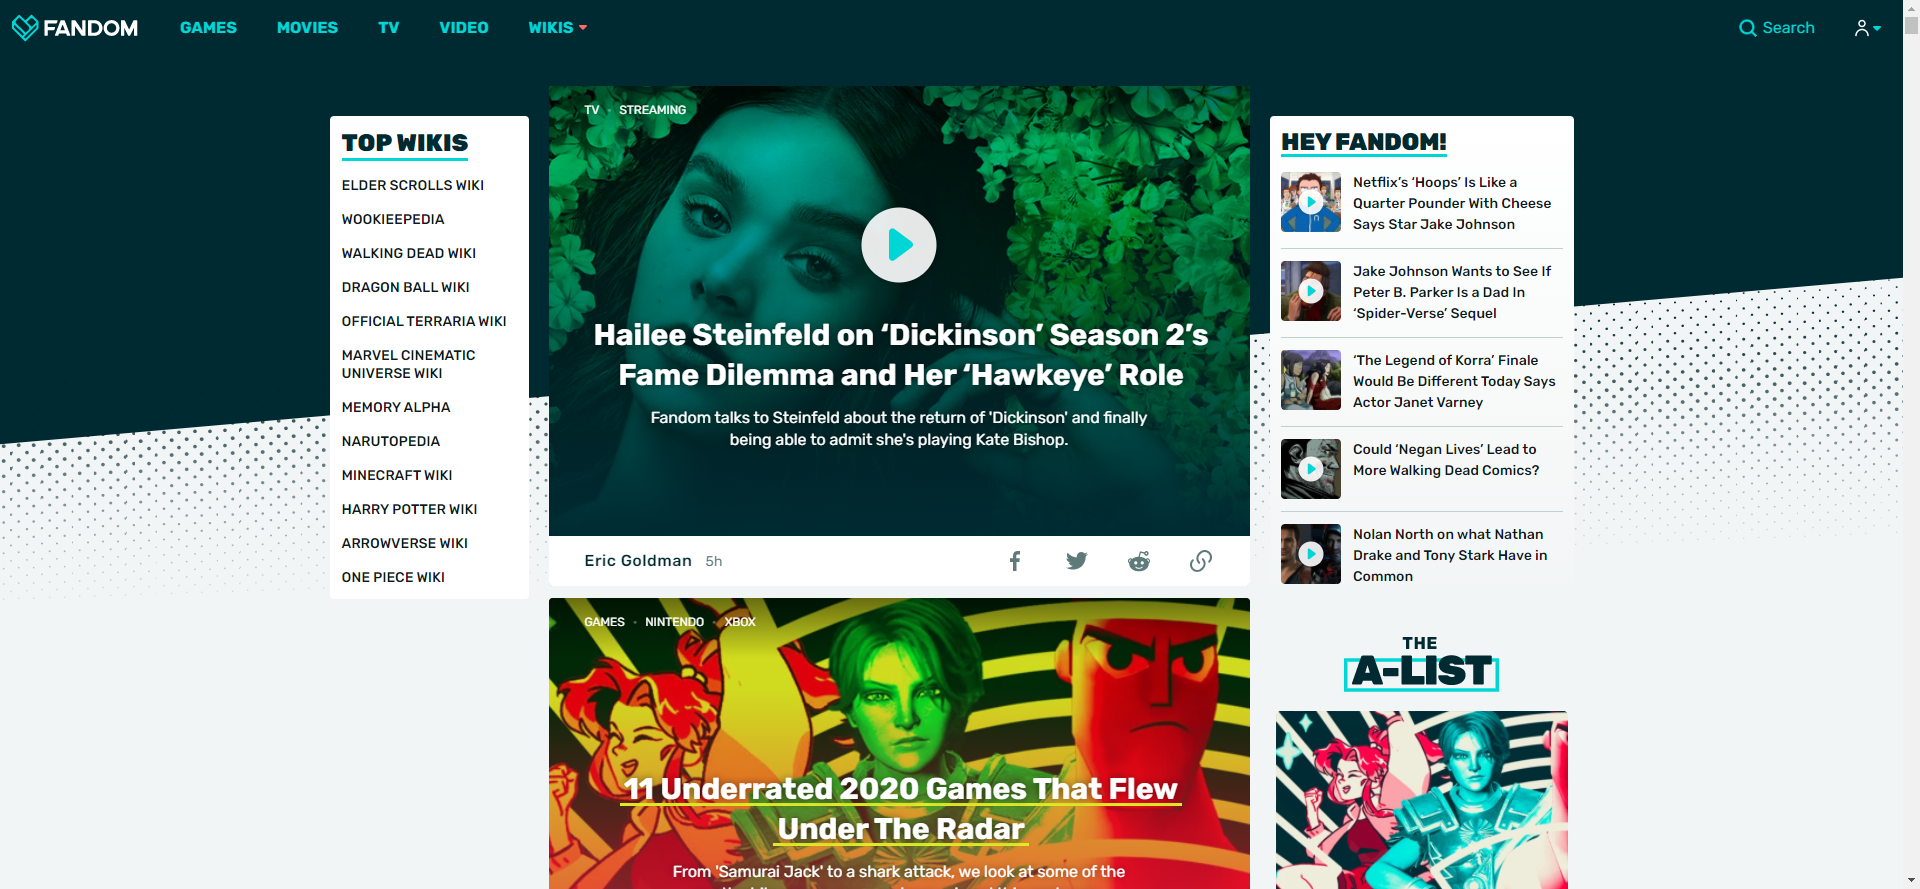 FANDOM
GAMES
MOVIES
TV
VIDEO
WIKIS
Search
TOP WIKIS
ELDER SCROLLS WIKI
WOOKIEEPEDIA
WALKING DEAD WIKI
DRAGON BALL WIKI
OFFICIAL TERRARIA WIKI
MARVEL CINEMATIC
UNIVERSE WIKI
MEMORY ALPHA
NARUTOPEDIA
MINECRAFT WIKI
HARRY POTTER WIKI
ARROWVERSE WIKI
ONE PIECE WIKI
TV • STREAMING
Hailee Steinfeld on ‘Dickinson’ Season 2’s
Fame Dilemma and Her ‘Hawkeye’ Role
Fandom talks to Steinfeld about the return of 'Dickinson' and finally
being able to admit she's playing Kate Bishop.
Eric Goldman 5h
GAMES • NINTENDO • XBOX
11 Underrated 2020 Games That Flew
Under The Radar
From 'Samurai Jack' to a shark attack, we look at some of the
HEY FANDOM!
Netflix’s ‘Hoops’ Is Like a
Quarter Pounder With Cheese
Says Star Jake Johnson
Jake Johnson Wants to See If
Peter B. Parker Is a Dad In
‘Spider-Verse’ Sequel
‘The Legend of Korra’ Finale
Would Be Different Today Says
Actor Janet Varney
Could ‘Negan Lives’ Lead to
More Walking Dead Comics?
Nolan North on what Nathan
Drake and Tony Stark Have in
Common
THE
A-LIST